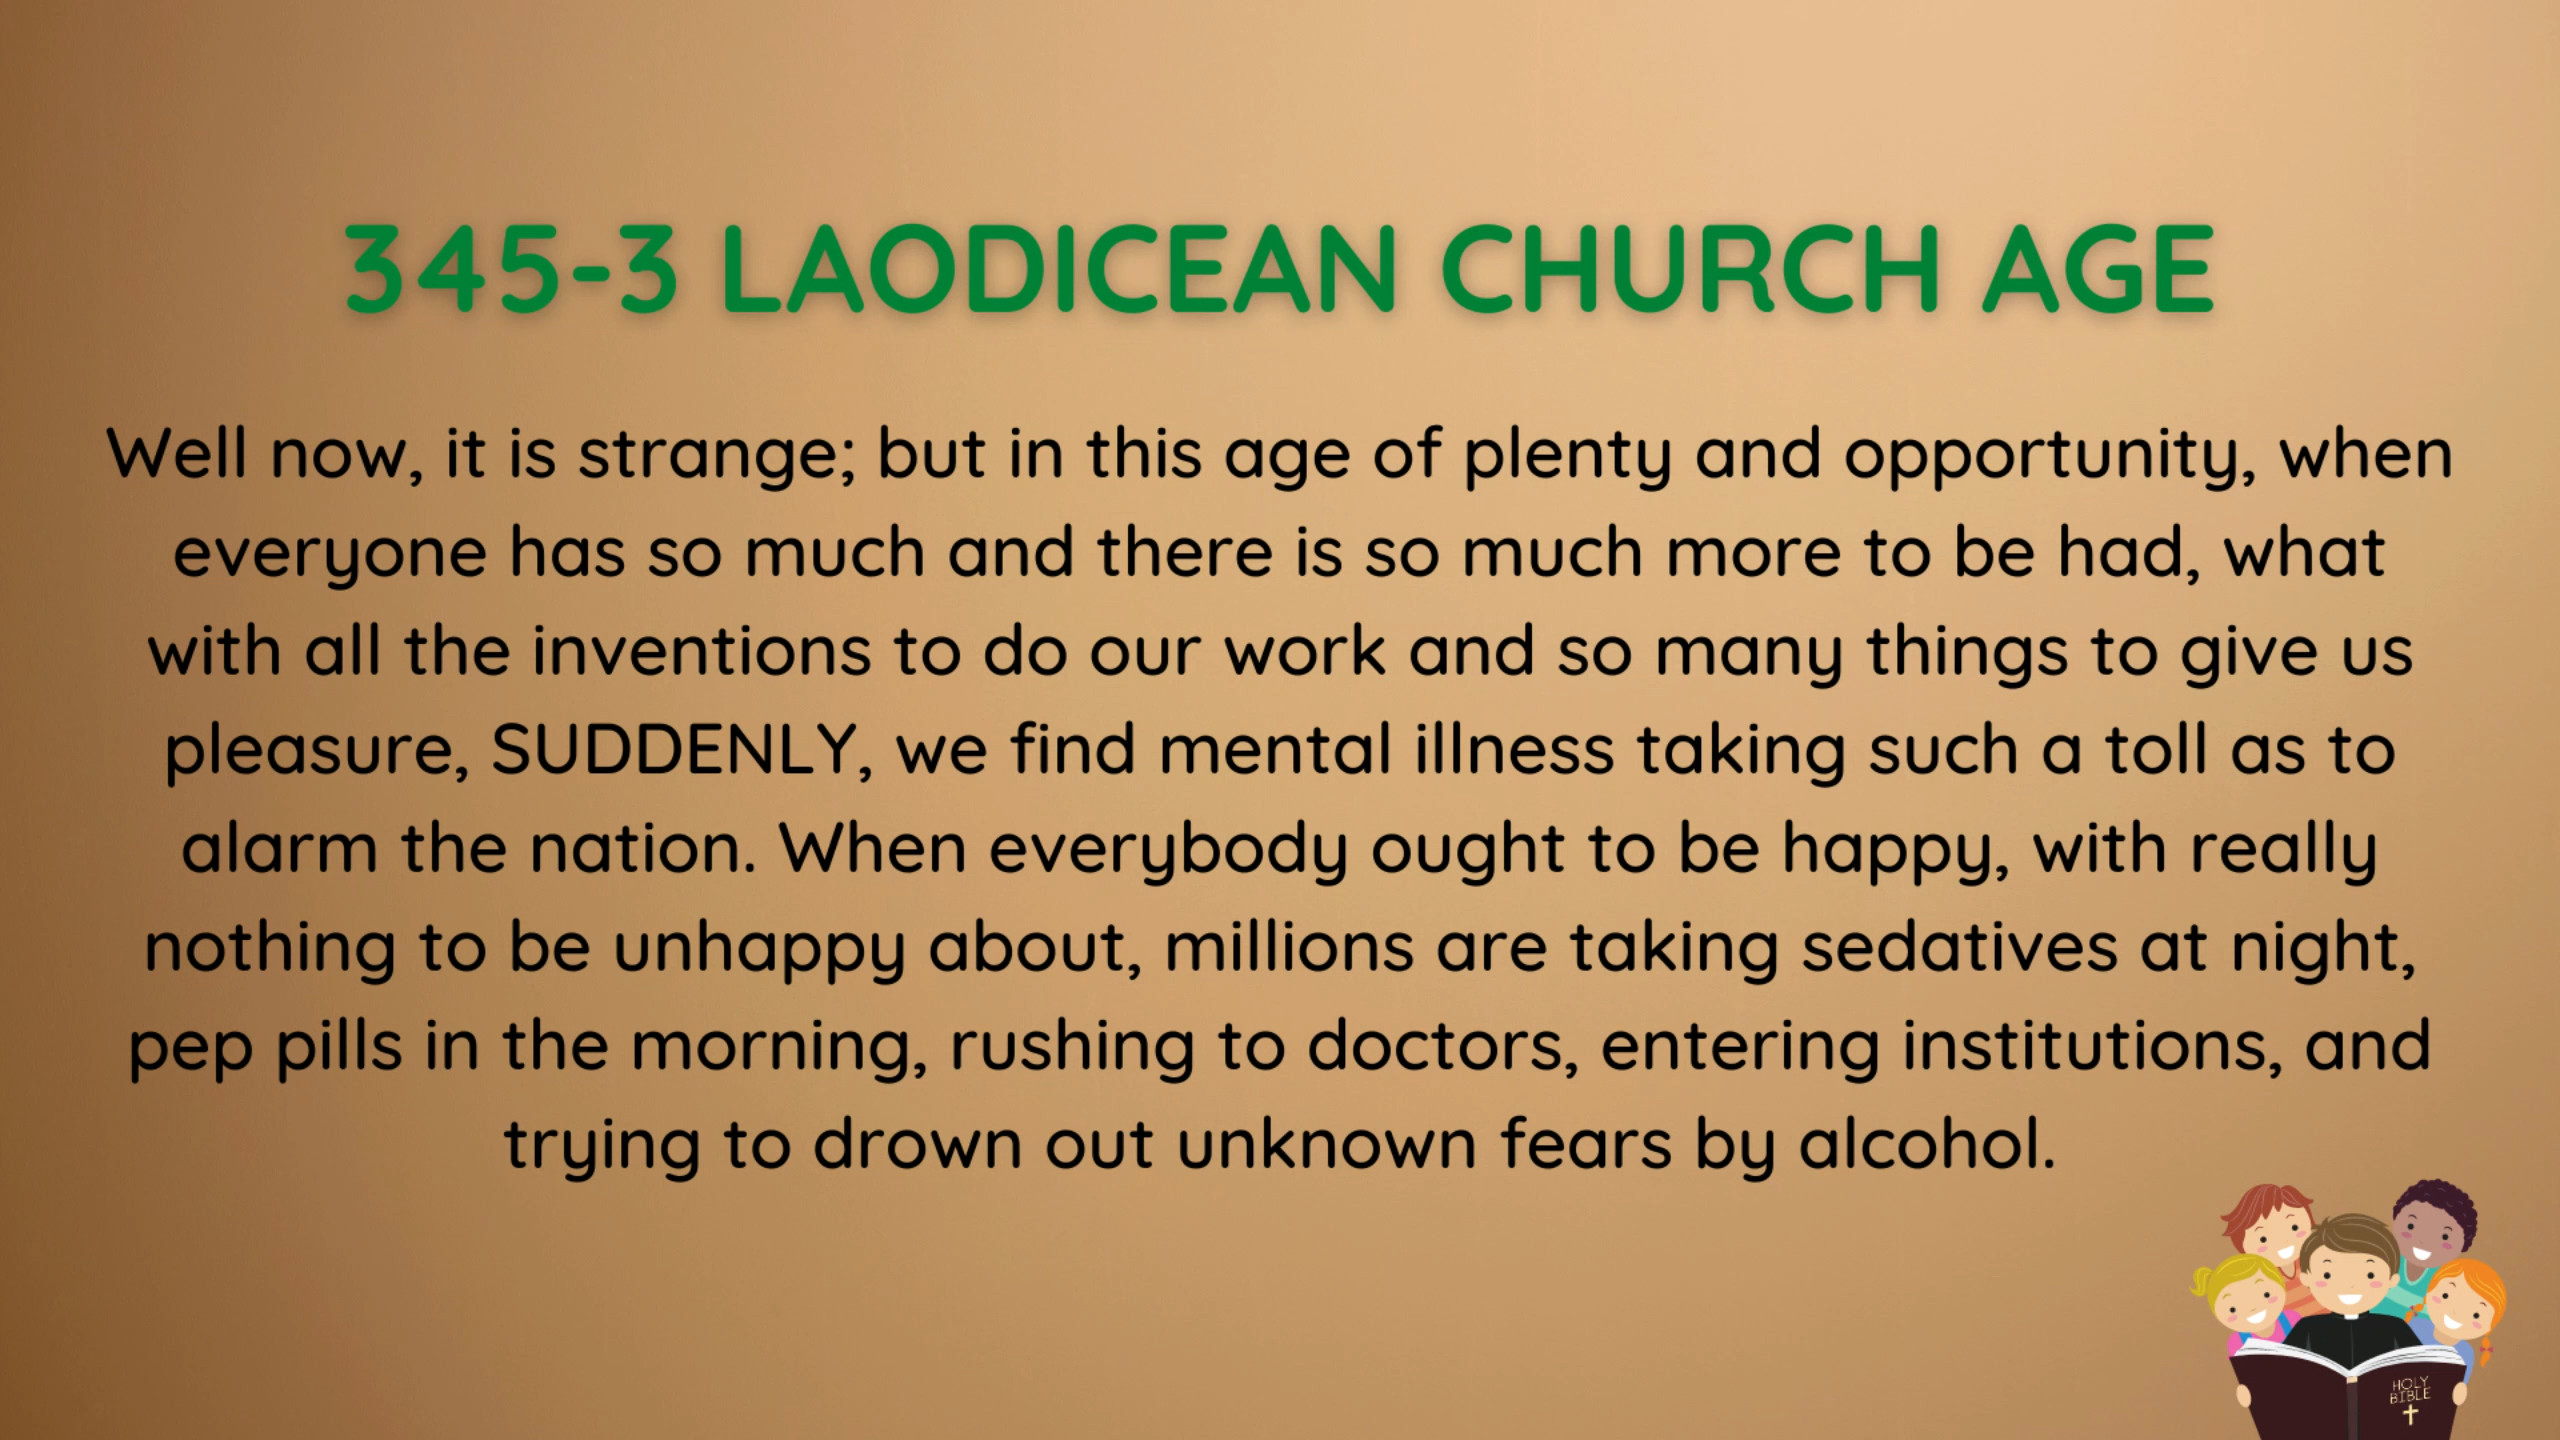 345-3 LAODICEAN CHURCH AGE
Well now, it is strange; but in this age of plenty and opportunity, when
everyone has so much and there is so much more to be had, what
with all the inventions to do our work and so many things to give us
pleasure, SUDDENLY, we find mental illness taking such a toll as to
alarm the nation. When everybody ought to be happy, with really
nothing to be unhappy about, millions are taking sedatives at night,
pep pills in the morning, rushing to doctors, entering institutions, and
trying to drown out unknown fears by alcohol.
HOLY
BIBLE